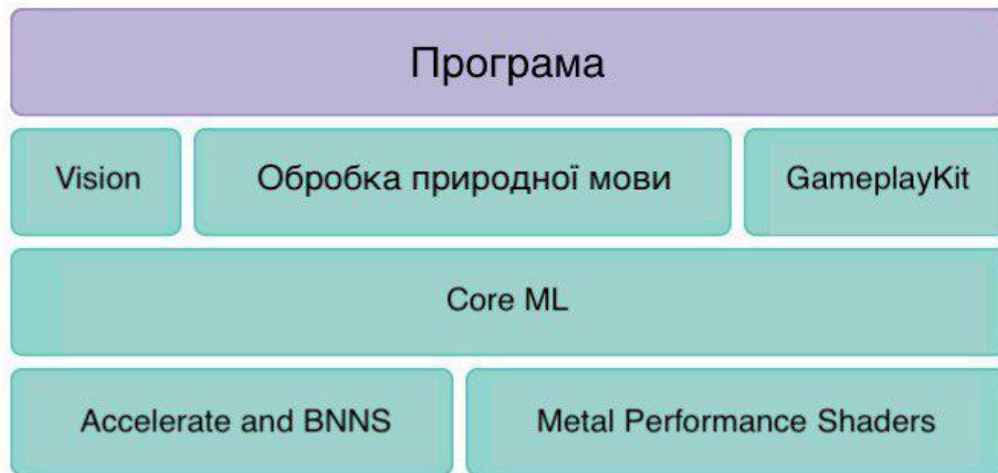 Програма
Vision
Обробка природної мови
GameplayKit
Core ML
Accelerate and BNNS
Metal Performance Shaders